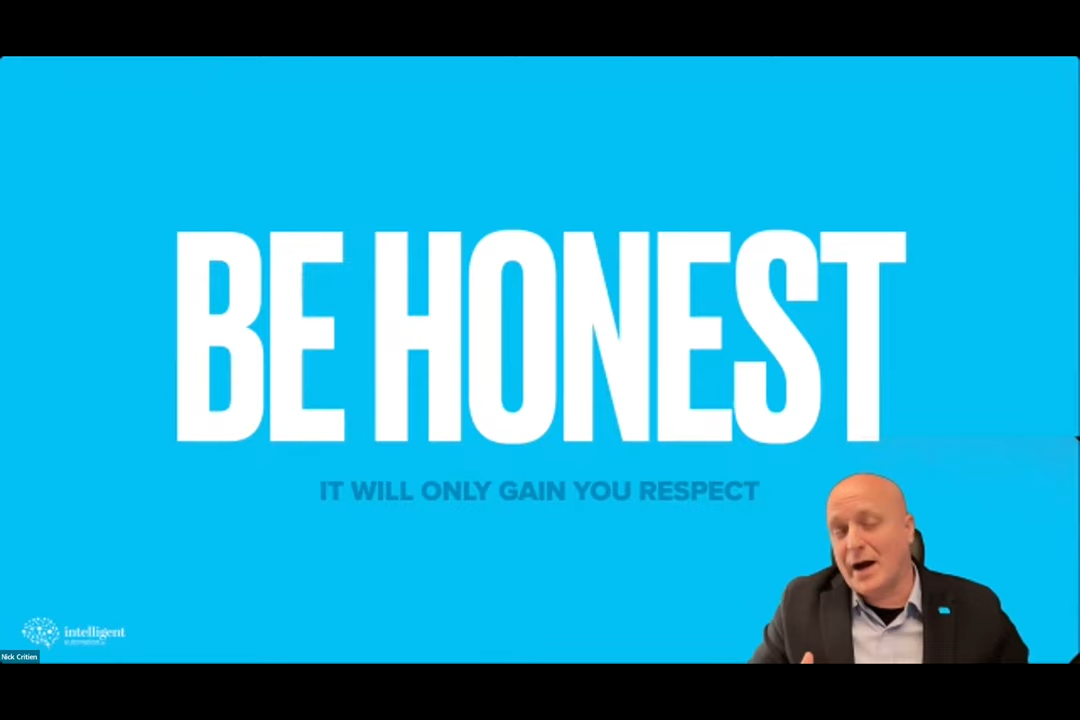 BE HONEST
IT WILL ONLY GAIN YOU RESPECT
intelligent
Nick Critien